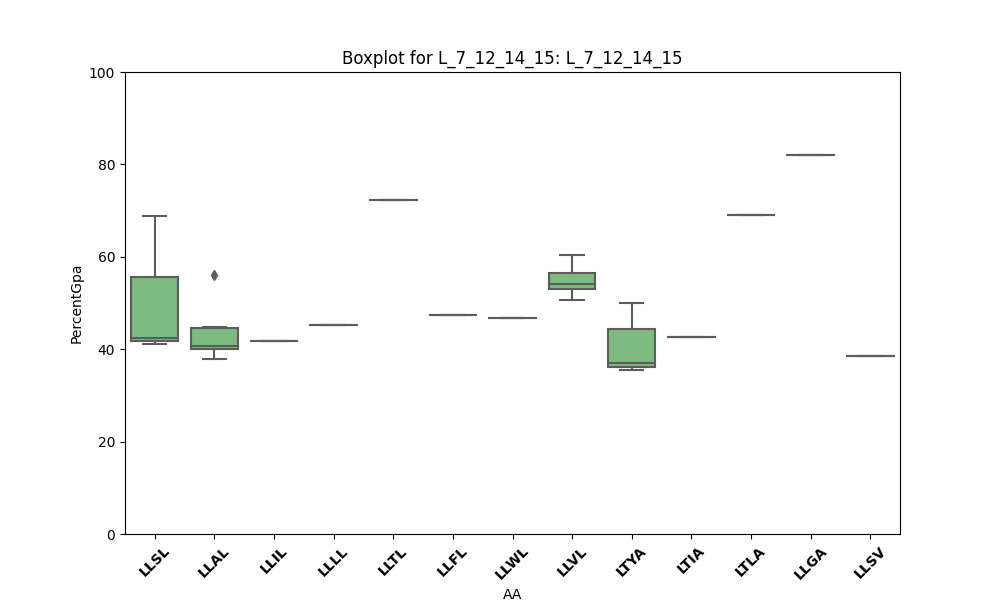 Boxplot for L_7_12_14_15: L_7_12_14_15
100
80
60
40
20
0
PercentGpa
LLSL LLAL LLIL LLLL LLTL LLFL LLWL LLVL LTYA LTIA LTLA LLGA LLSV
AA